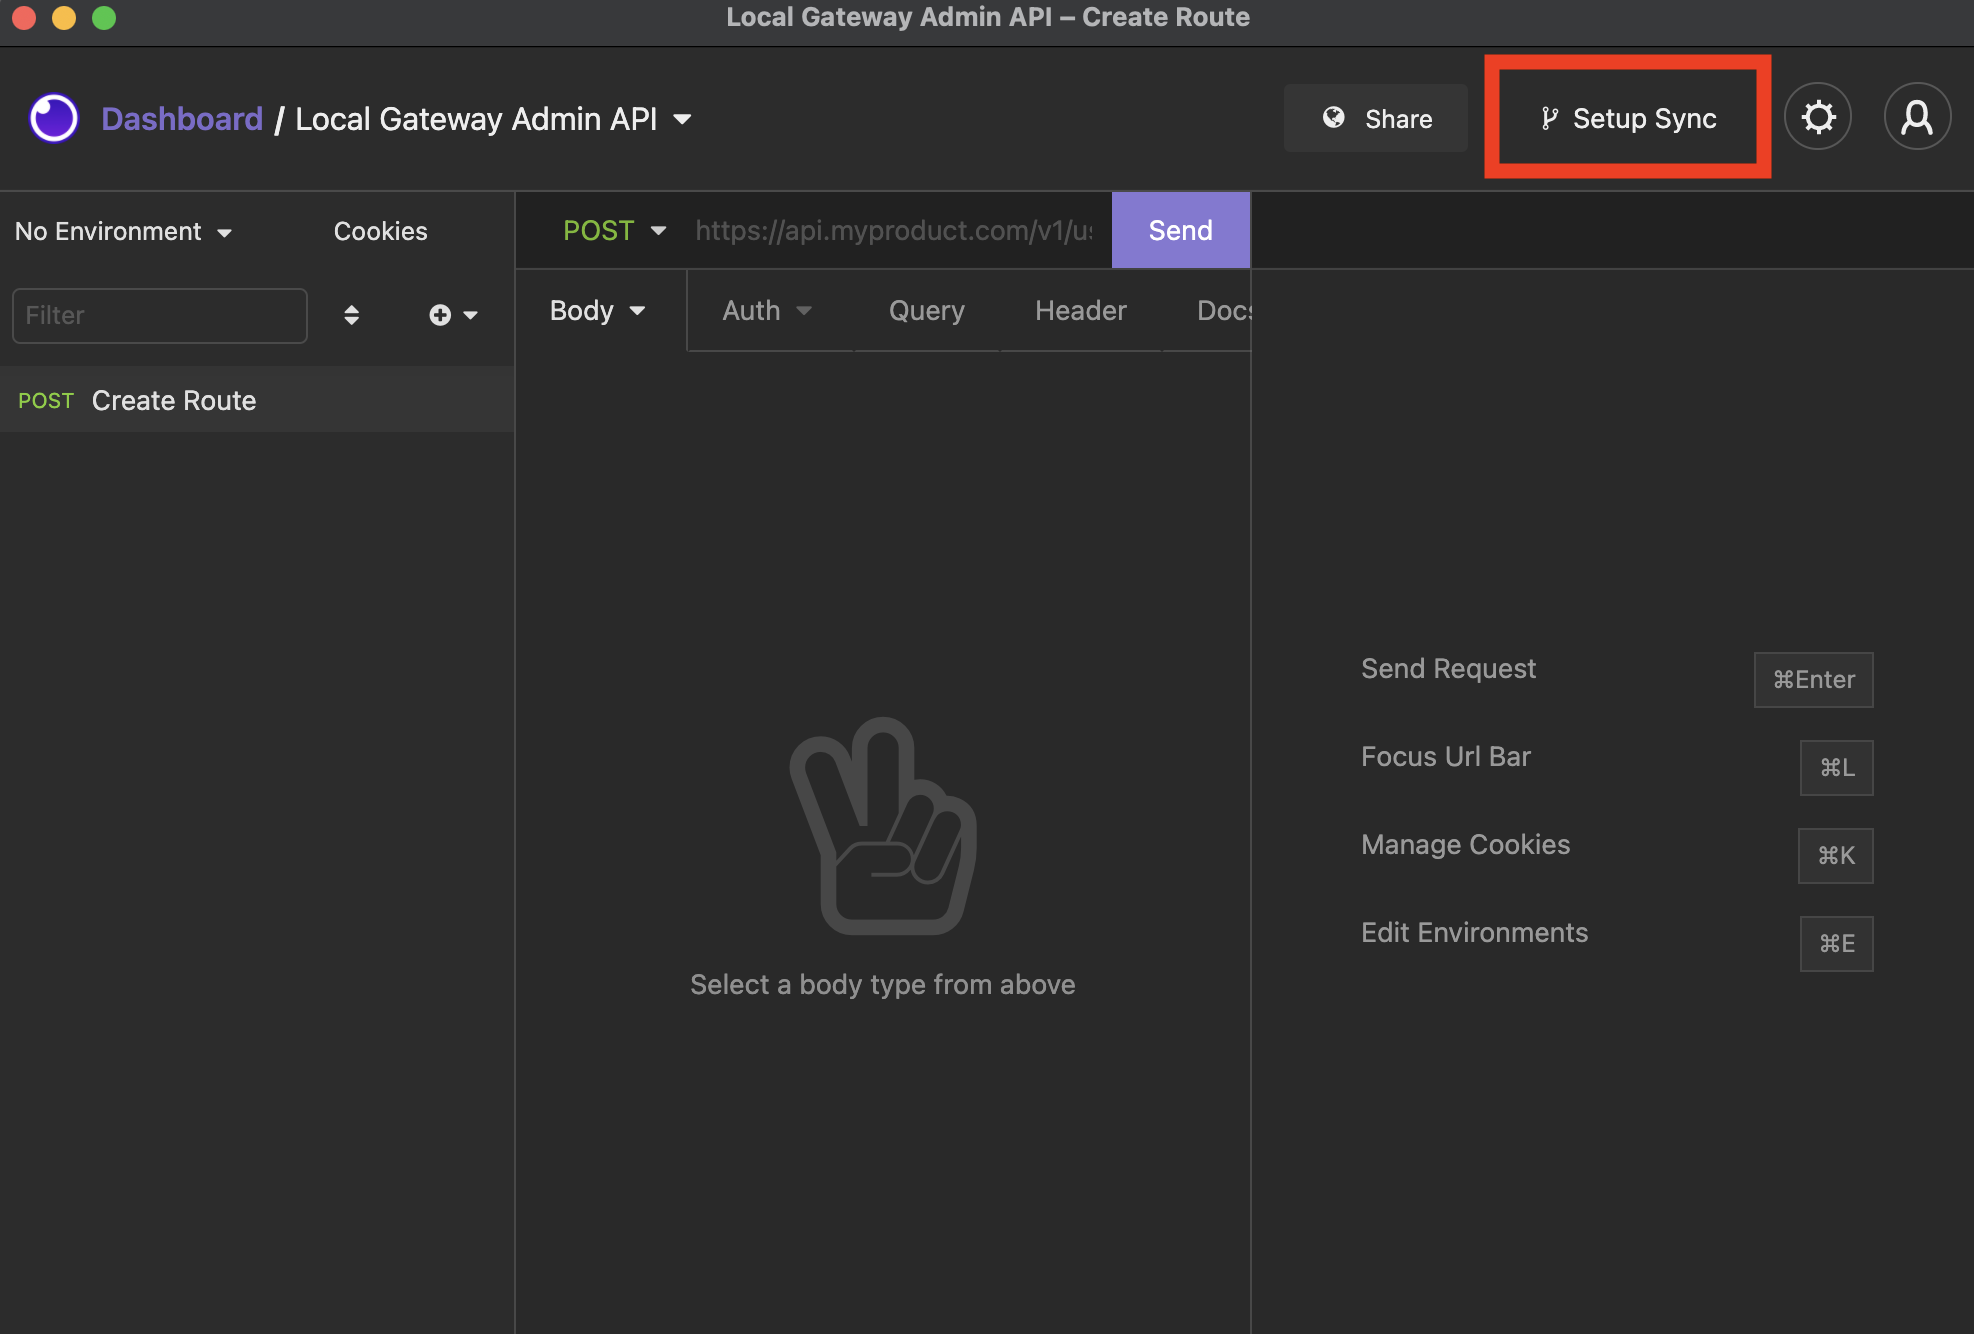 Local Gateway Admin API – Create Route
Dashboard / Local Gateway Admin API
Share
Setup Sync
No Environment
Cookies
POST
https://api.myproduct.com/v1/us
Send
Filter
Body
Auth
Query
Header
Docs
POST Create Route
Send Request
⌘Enter
Focus Url Bar
⌘L
Manage Cookies
⌘K
Edit Environments
⌘E
Select a body type from above